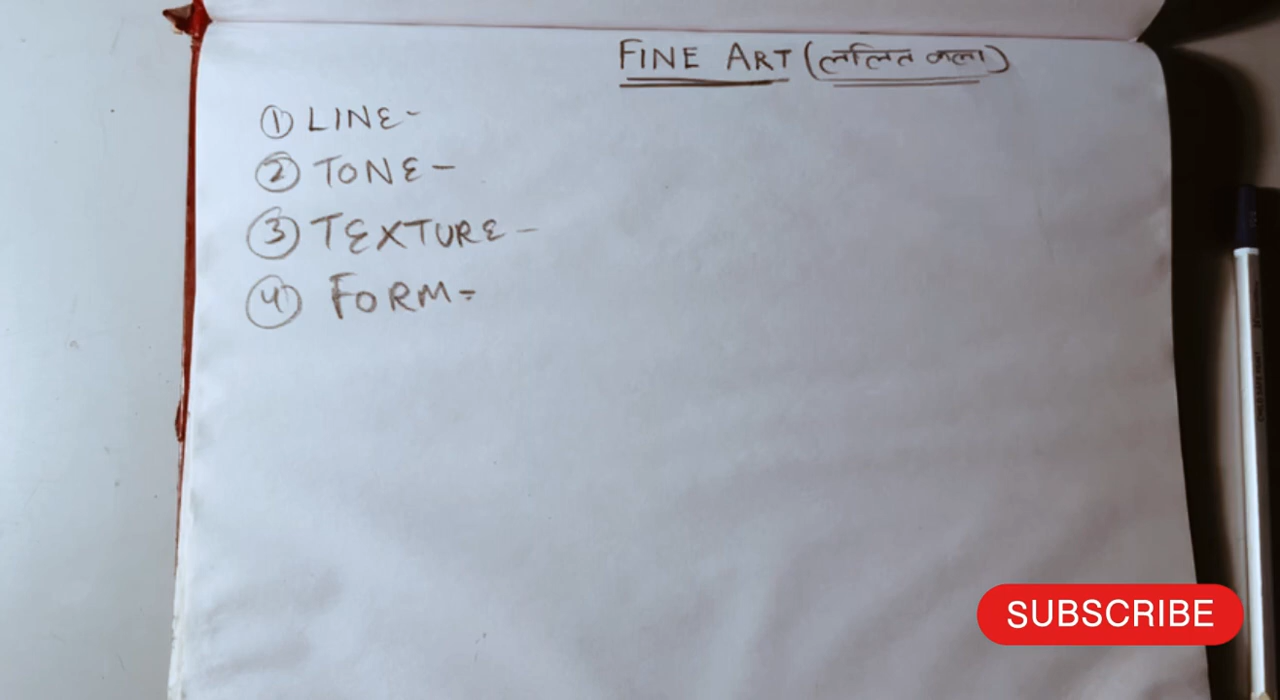 FINE ART (ललित कला)
① LINE-
② TONE-
③ TEXTURE-
④ FORM-
SUBSCRIBE